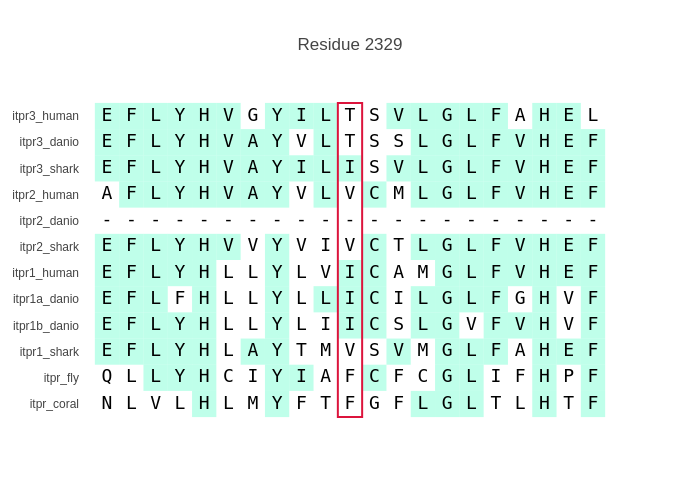 Residue 2329
itpr3_human E F L Y H V G Y I L T S V L G L F A H E L
itpr3_danio E F L Y H V A Y V L T S S L G L F V H E F
itpr3_shark E F L Y H V A Y I L I S V L G L F V H E F
itpr2_human A F L Y H V A Y V L V C M L G L F V H E F
itpr2_danio - - - - - - - - - - - - - - - - - - - - -
itpr2_shark E F L Y H V V Y V I V C T L G L F V H E F
itpr1_human E F L Y H L L Y L V I C A M G L F V H E F
itpr1a_danio E F L F H L L Y L L I C I L G L F G H V F
itpr1b_danio E F L Y H L L Y L I I C S L G V F V H V F
itpr1_shark E F L Y H L A Y T M V S V M G L F A H E F
itpr_fly Q L L Y H C I Y I A F C F C G L I F H P F
itpr_coral N L V L H L M Y F T F G F L G L T L H T F